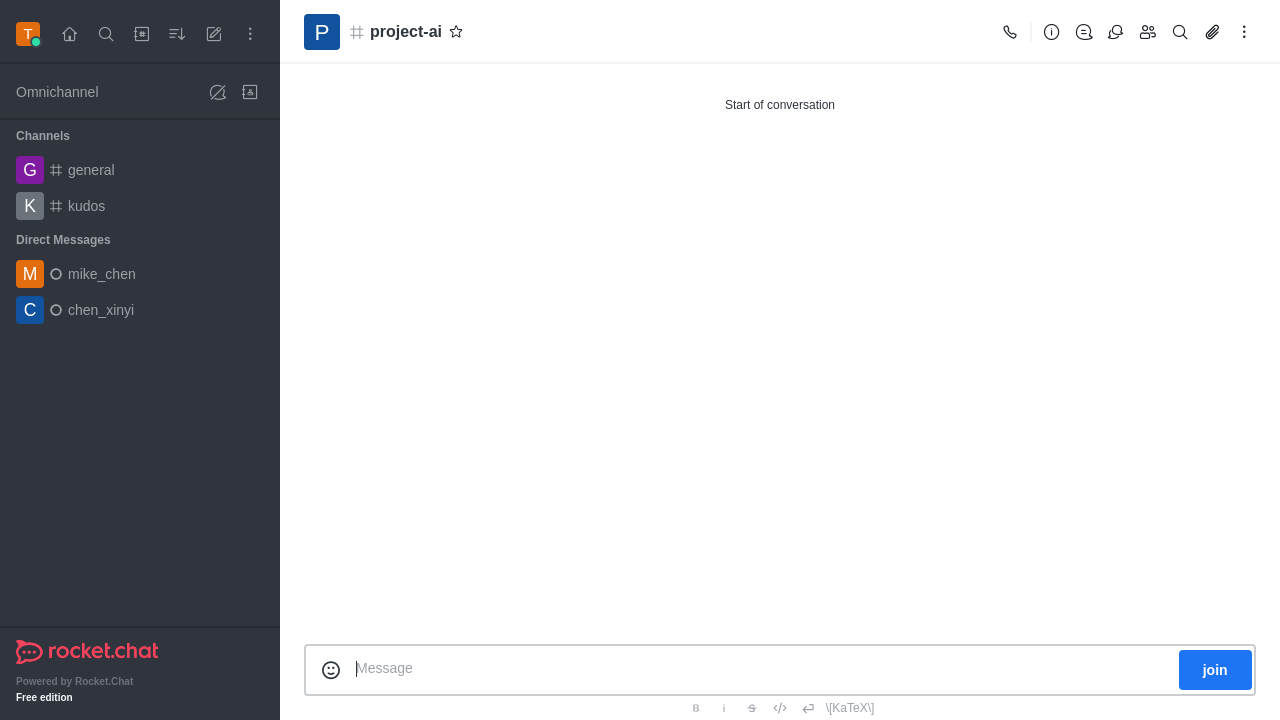 T
Omnichannel
Channels
G general
K kudos
Direct Messages
M mike_chen
C chen_xinyi
rocket.chat
Powered by Rocket.Chat
Free edition
P project-ai
Start of conversation
Message
join
B i S \[KaTeX\]